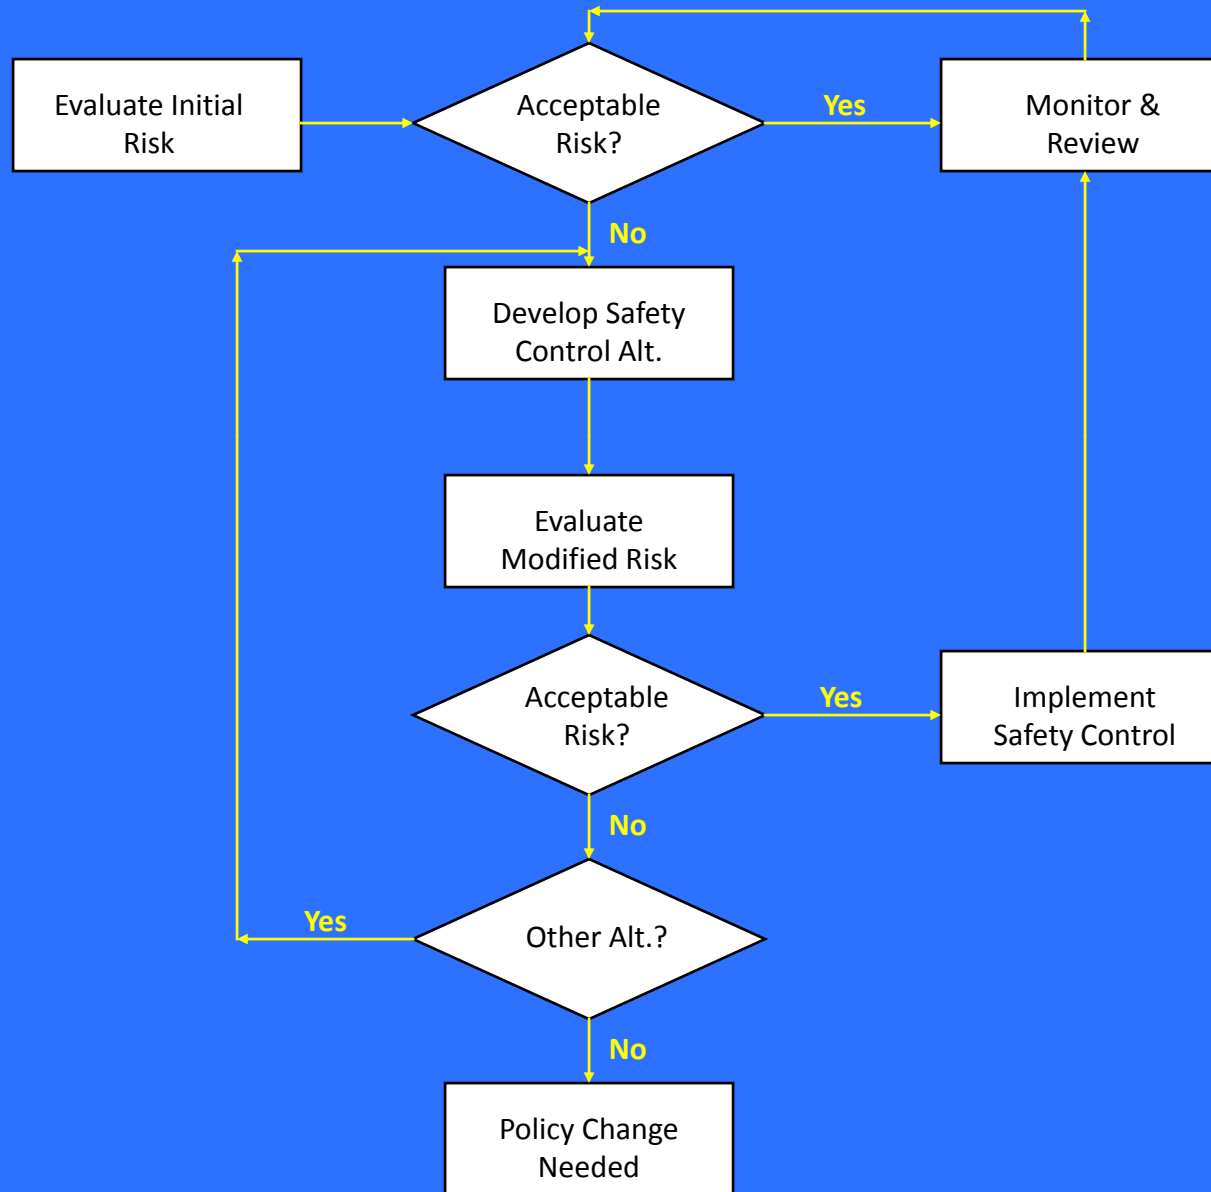 Evaluate Initial
Risk
Acceptable
Risk?
Yes
Monitor &
Review
No
Develop Safety
Control Alt.
Evaluate
Modified Risk
Acceptable
Risk?
Yes
Implement
Safety Control
No
Yes
Other Alt.?
No
Policy Change
Needed